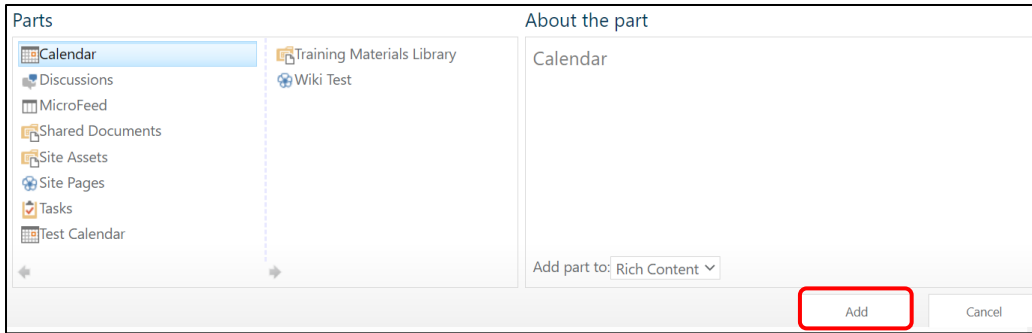 Parts
Calendar
Discussions
MicroFeed
Shared Documents
Site Assets
Site Pages
Tasks
Test Calendar
Training Materials Library
Wiki Test
About the part
Calendar
Add part to: Rich Content
Add Cancel